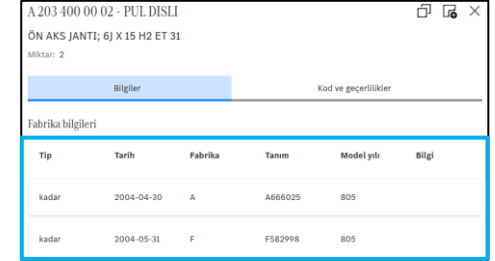 A 203 400 00 02 - PUL DISLI
ÖN AKS JANTI; 6J X 15 H2 ET 31
Miktar: 2
Bilgiler Kod ve geçerlilikler
Fabrika bilgileri
Tip Tarih Fabrika Tanım Model yılı Bilgi
kadar 2004-04-30 A A666025 805
kadar 2004-05-31 F F582998 805